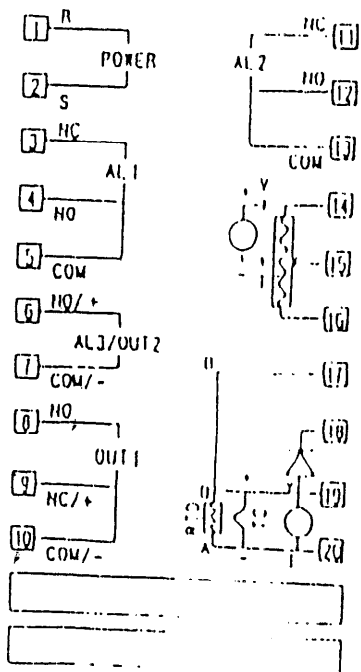 1 R
POWER
2 S
3 NC
AL1
4 NO
5 COM
6 NO/+
AL3/OUT2
7 COM/-
8 NO
OUT1
9 NC/+
10 COM/-
NC 11
AL2
NO 12
COM 13
V 14
15
16
17
18
19
A 20